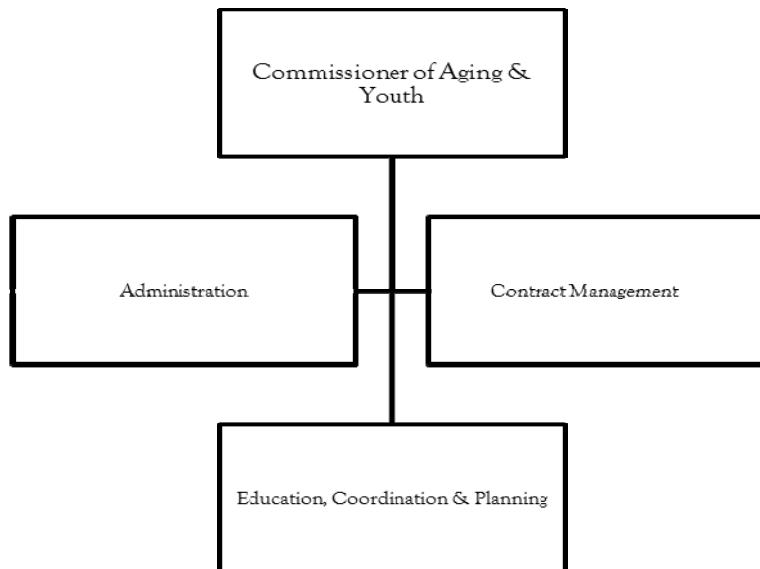 Commissioner of Aging &
Youth
Administration
Contract Management
Education, Coordination & Planning